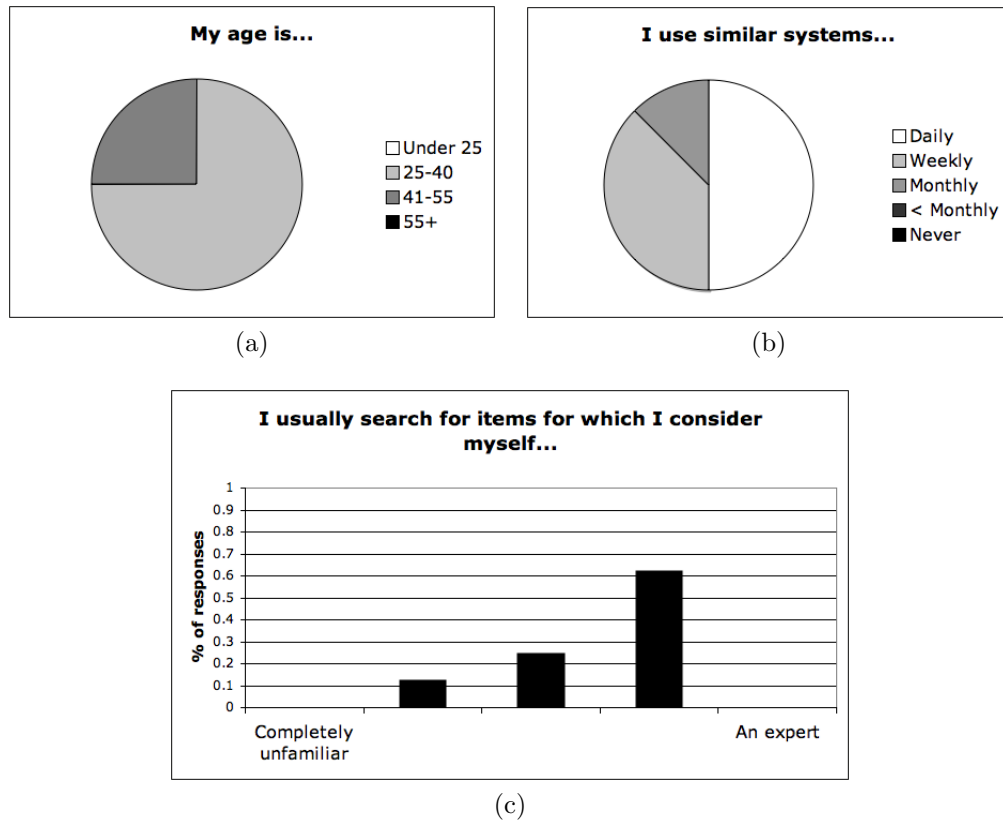 My age is...
Under 25
25-40
41-55
55+
(a)
I use similar systems...
Daily
Weekly
Monthly
< Monthly
Never
(b)
I usually search for items for which I consider
myself...
% of responses
1
0.9
0.8
0.7
0.6
0.5
0.4
0.3
0.2
0.1
0
Completely
unfamiliar
An expert
(c)